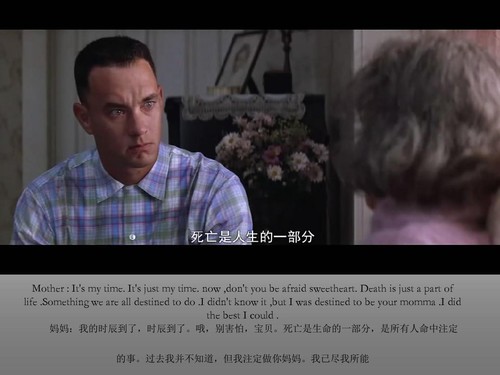 死亡是人生的一部分
Mother : It's my time. It's just my time. now ,don't you be afraid sweetheart. Death is just a part of
life .Something we are all destined to do .I didn't know it ,but I was destined to be your momma .I did
the best I could .
妈妈：我的时辰到了，时辰到了。哦，别害怕，宝贝。死亡是生命的一部分，是所有人命中注定
的事。过去我并不知道，但我注定做你妈妈。我已尽我所能